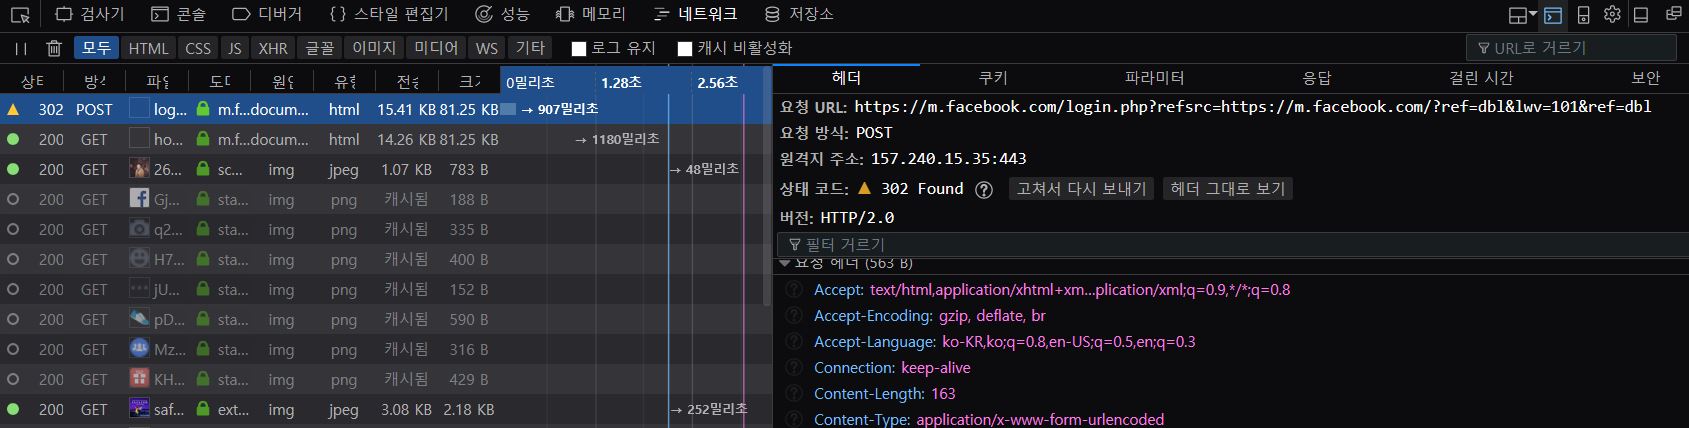 검사기 콘솔 디버거 스타일 편집기 성능 메모리 네트워크 저장소
모두 HTML CSS JS XHR 글꼴 이미지 미디어 WS 기타 로그 유지 캐시 비활성화 URL로 거르기
상태 방식 파일 도메 원인 유형 전송 크기 0밀리초 1.28초 2.56초
302 POST log... m.f...docum... html 15.41 KB 81.25 KB → 907밀리초
200 GET ho... m.f...docum... html 14.26 KB 81.25 KB → 1180밀리초
200 GET 26... sc... img jpeg 1.07 KB 783 B → 48밀리초
200 GET Gj... sta... img png 캐시됨 188 B
200 GET q2... sta... img png 캐시됨 335 B
200 GET H7... sta... img png 캐시됨 400 B
200 GET jU... sta... img png 캐시됨 152 B
200 GET pD... sta... img png 캐시됨 590 B
200 GET Mz... sta... img png 캐시됨 316 B
200 GET KH... sta... img png 캐시됨 429 B
200 GET saf... ext... img jpeg 3.08 KB 2.18 KB → 252밀리초
헤더 쿠키 파라미터 응답 걸린 시간 보안
요청 URL: https://m.facebook.com/login.php?refsrc=https://m.facebook.com/?ref=dbl&lwv=101&ref=dbl
요청 방식: POST
원격지 주소: 157.240.15.35:443
상태 코드: 302 Found 고쳐서 다시 보내기 헤더 그대로 보기
버전: HTTP/2.0
필터 거르기
요청 헤더 (563 B)
Accept: text/html,application/xhtml+xm...plication/xml;q=0.9,*/*;q=0.8
Accept-Encoding: gzip, deflate, br
Accept-Language: ko-KR,ko;q=0.8,en-US;q=0.5,en;q=0.3
Connection: keep-alive
Content-Length: 163
Content-Type: application/x-www-form-urlencoded